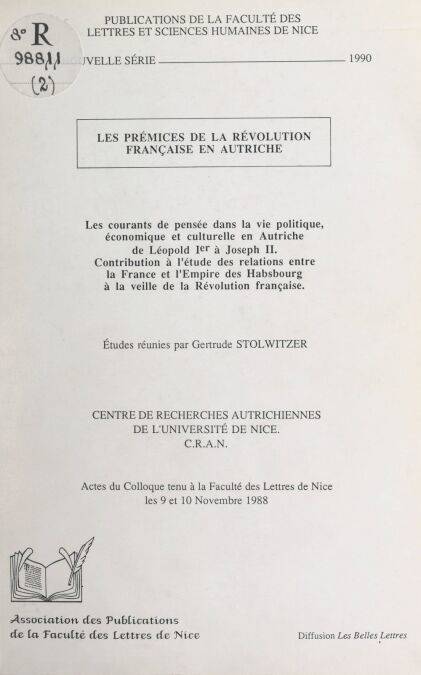 PUBLICATIONS DE LA FACULTÉ DES
LETTRES ET SCIENCES HUMAINES DE NICE
8° R
98811
(2)
UVELLE SÉRIE 1990
LES PRÉMICES DE LA RÉVOLUTION
FRANÇAISE EN AUTRICHE
Les courants de pensée dans la vie politique,
économique et culturelle en Autriche
de Léopold Ier à Joseph II.
Contribution à l'étude des relations entre
la France et l'Empire des Habsbourg
à la veille de la Révolution française.
Études réunies par Gertrude STOLWITZER
CENTRE DE RECHERCHES AUTRICHIENNES
DE L'UNIVERSITÉ DE NICE.
C.R.A.N.
Actes du Colloque tenu à la Faculté des Lettres de Nice
les 9 et 10 Novembre 1988
Association des Publications
de la Faculté des Lettres de Nice
Diffusion Les Belles Lettres